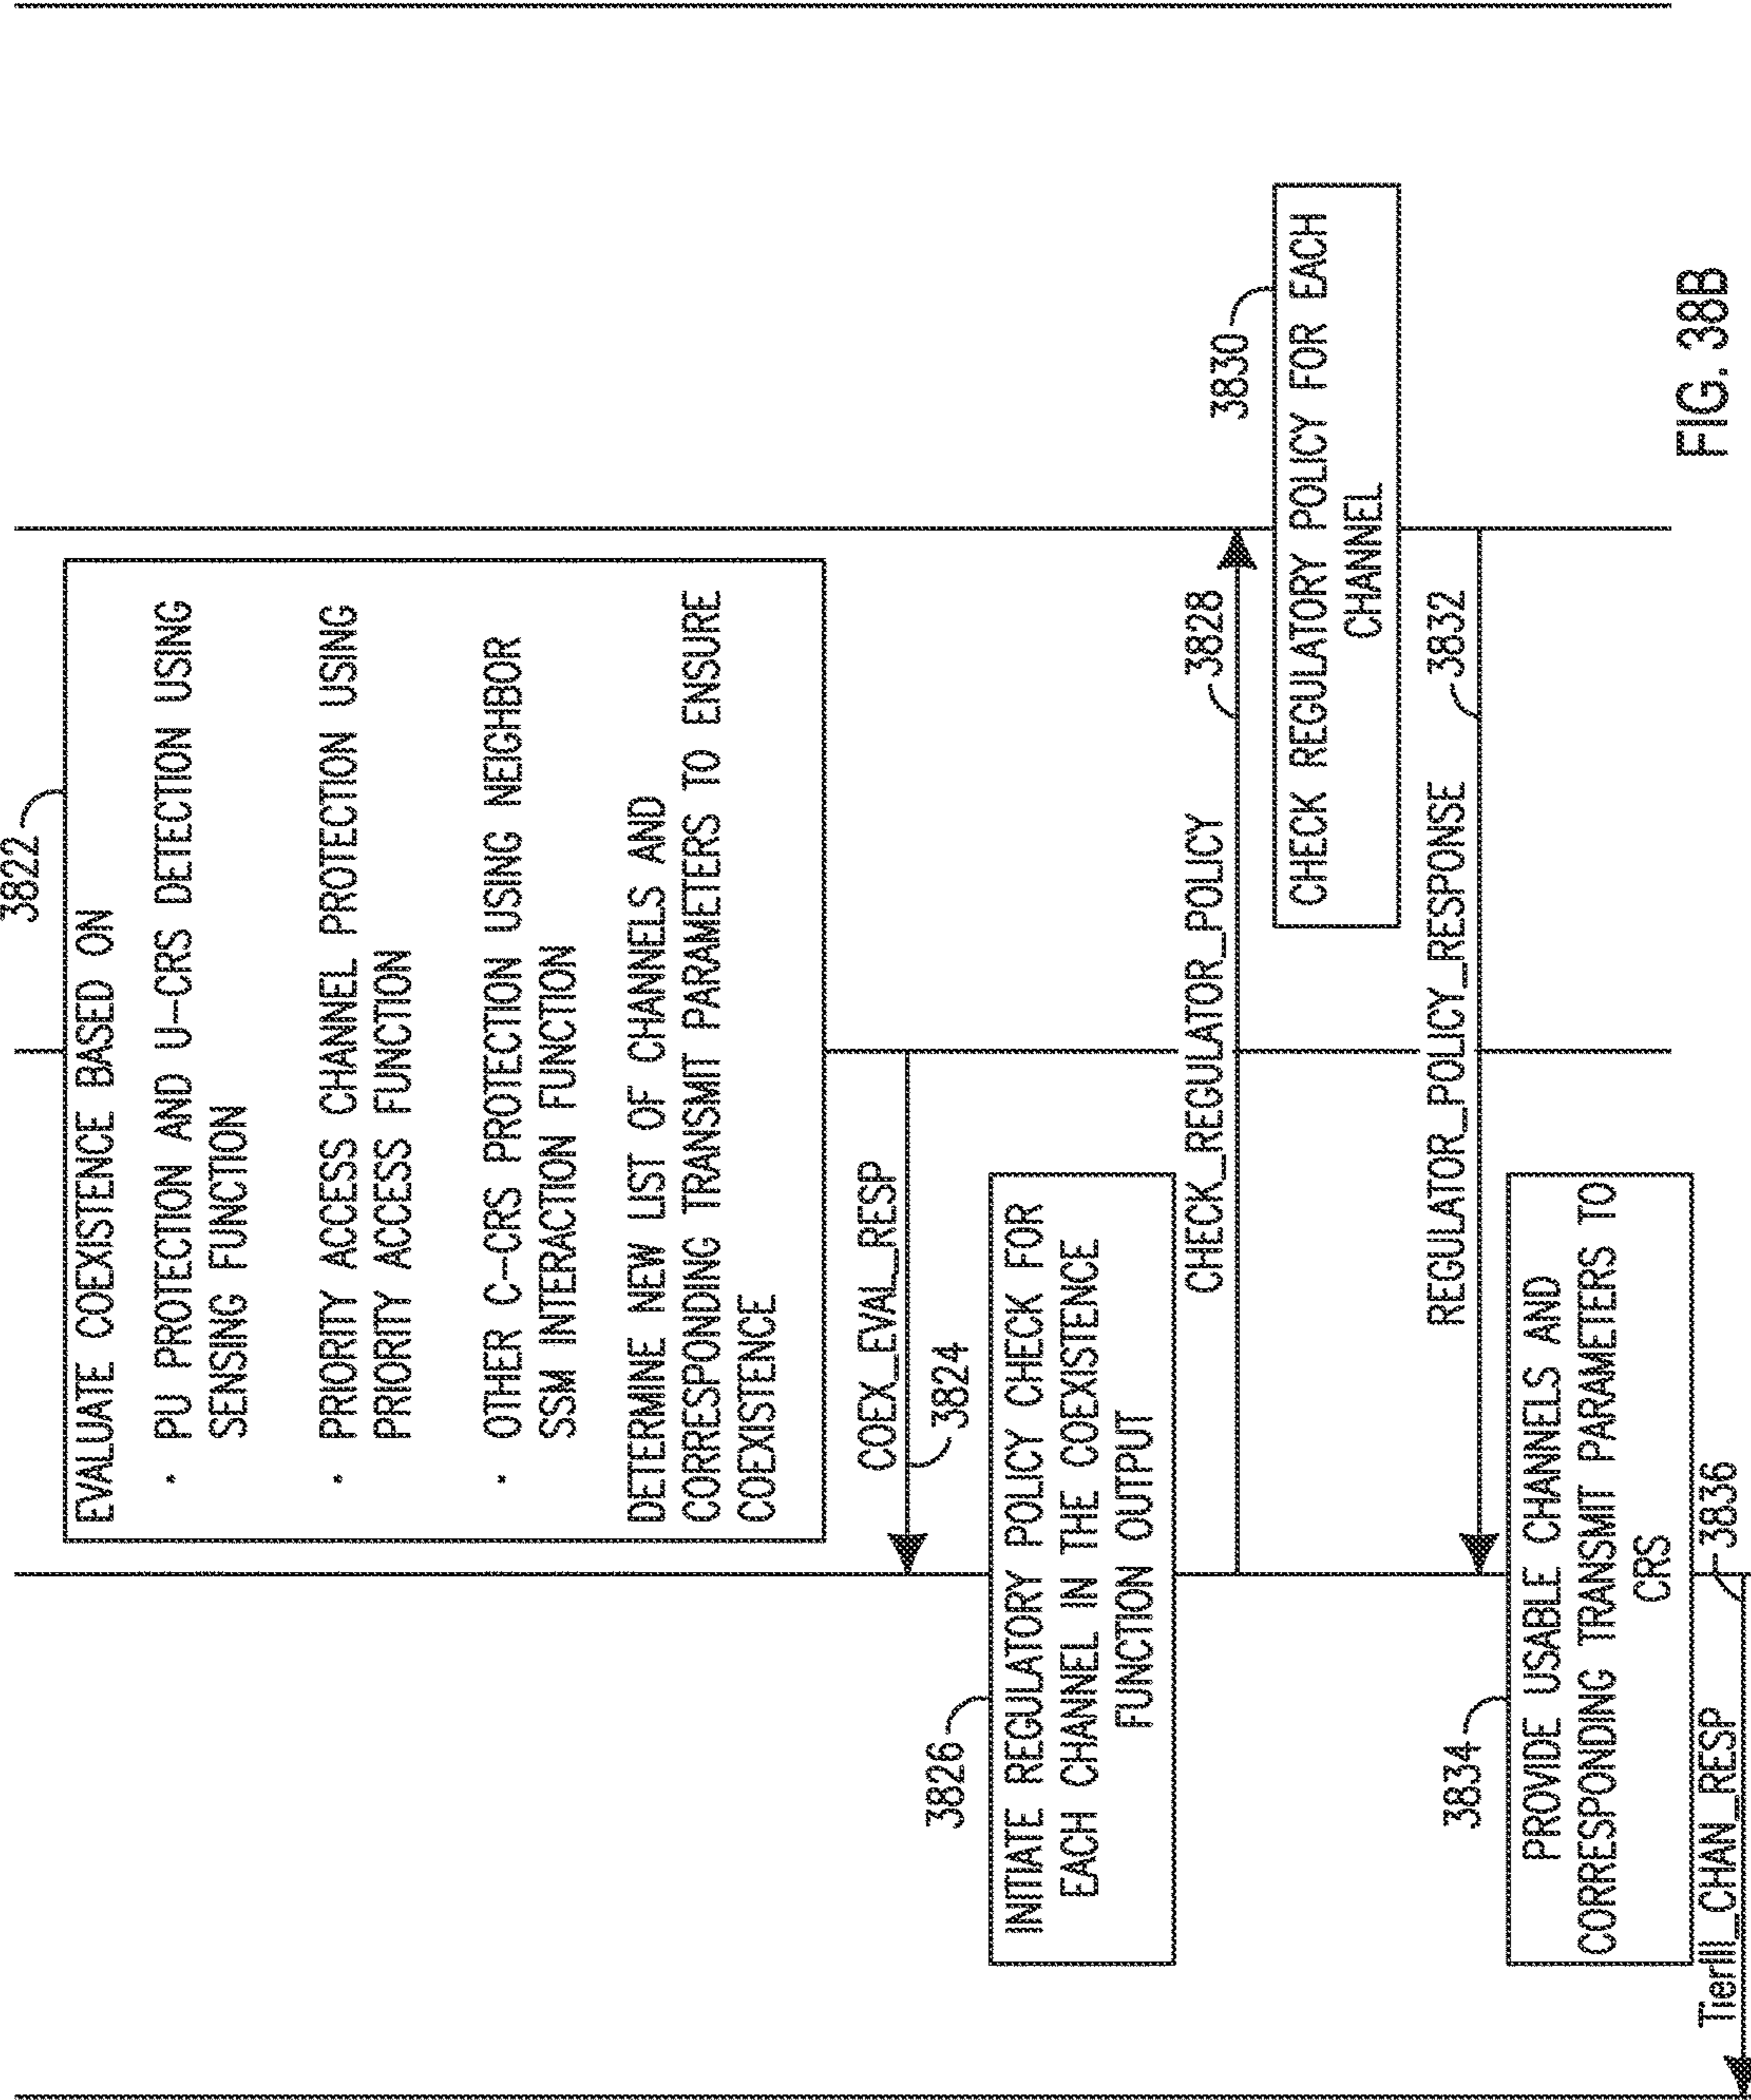 3822
EVALUATE COEXISTENCE BASED ON
• PU PROTECTION AND U-CRS DETECTION USING
SENSING FUNCTION
• PRIORITY ACCESS CHANNEL PROTECTION USING
PRIORITY ACCESS FUNCTION
• OTHER C-CRS PROTECTION USING NEIGHBOR
SSM INTERACTION FUNCTION
DETERMINE NEW LIST OF CHANNELS AND
CORRESPONDING TRANSMIT PARAMETERS TO ENSURE
COEXISTENCE
COEX_EVAL_RESP
3824
3826
INITIATE REGULATORY POLICY CHECK FOR
EACH CHANNEL IN THE COEXISTENCE
FUNCTION OUTPUT
CHECK_REGULATOR_POLICY
3828
3830
CHECK REGULATORY POLICY FOR EACH
CHANNEL
REGULATOR_POLICY_RESPONSE
3832
3834
PROVIDE USABLE CHANNELS AND
CORRESPONDING TRANSMIT PARAMETERS TO
CRS
TierIII_CHAN_RESP
3836
FIG. 38B